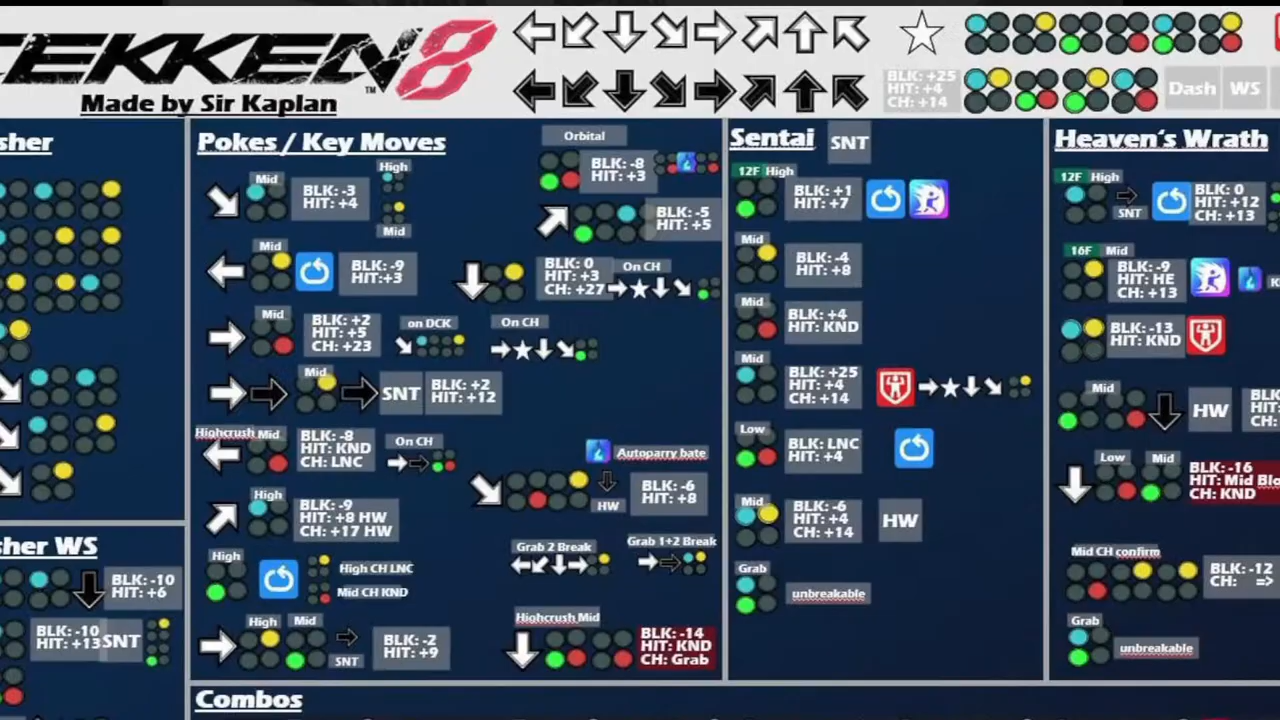 TEKKEN 8
TM
Made by Sir Kaplan
BLK: +25
HIT: +4
CH: +14
Dash
WS
sher
sher WS
BLK: -10
HIT: +6
BLK: -10
HIT: +13
SNT
Pokes / Key Moves
Mid
BLK: -3
HIT: +4
High
Mid
Mid
BLK: -9
HIT:+3
Mid
BLK: +2
HIT: +5
CH: +23
on DCK
On CH
Mid
SNT
BLK: +2
HIT: +12
Highcrush Mid
BLK: -8
HIT: KND
CH: LNC
On CH
High
BLK: -9
HIT: +8 HW
CH: +17 HW
High
High CH LNC
Mid CH KND
High
Mid
SNT
BLK: -2
HIT: +9
Orbital
BLK: -8
HIT: +3
BLK: -5
HIT: +5
BLK: 0
HIT: +3
CH: +27
On CH
Autoparry bate
HW
BLK: -6
HIT: +8
Grab 2 Break
Grab 1+2 Break
Highcrush Mid
BLK: -14
HIT: KND
CH: Grab
Sentai
SNT
12F High
BLK: +1
HIT: +7
Mid
BLK: -4
HIT: +8
Mid
BLK: +4
HIT: KND
Mid
BLK: +25
HIT: +4
CH: +14
Low
BLK: LNC
HIT: +4
Mid
BLK: -6
HIT: +4
CH: +14
HW
Grab
unbreakable
Heaven's Wrath
12F High
SNT
BLK: 0
HIT: +12
CH: +13
16F Mid
BLK: -9
HIT: HE
CH: +13
BLK: -13
HIT: KND
Mid
HW
BLK:
HIT:
CH:
Low
Mid
BLK: -16
HIT: Mid Blo
CH: KND
Mid CH confirm
BLK: -12
CH: =>
Grab
unbreakable
Combos